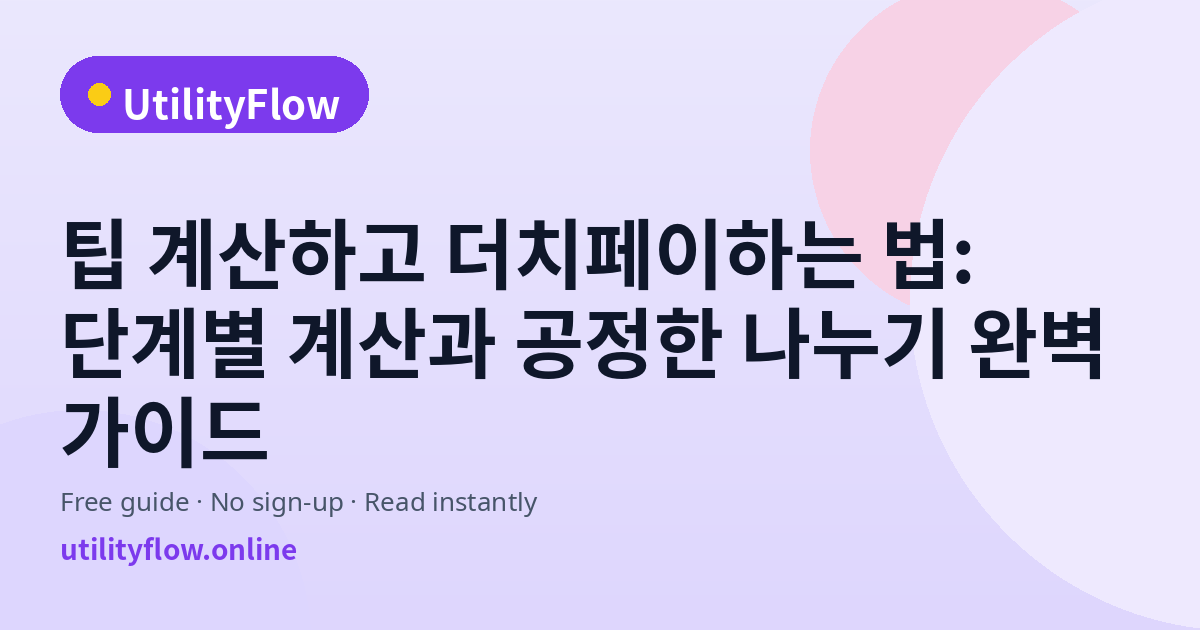 UtilityFlow
팁 계산하고 더치페이하는 법:
단계별 계산과 공정한 나누기 완벽
가이드
Free guide · No sign-up · Read instantly
utilityflow.online